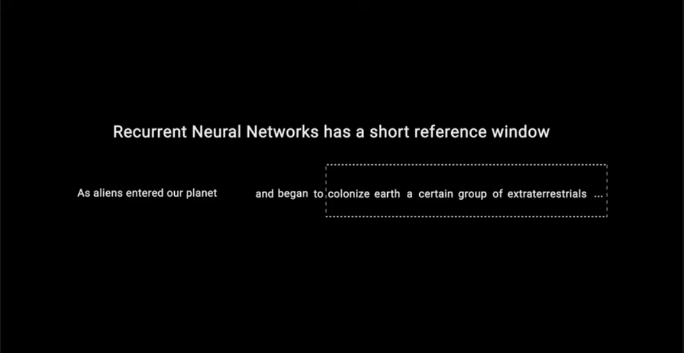 Recurrent Neural Networks has a short reference window
As aliens entered our planet and began to colonize earth a certain group of extraterrestrials ...